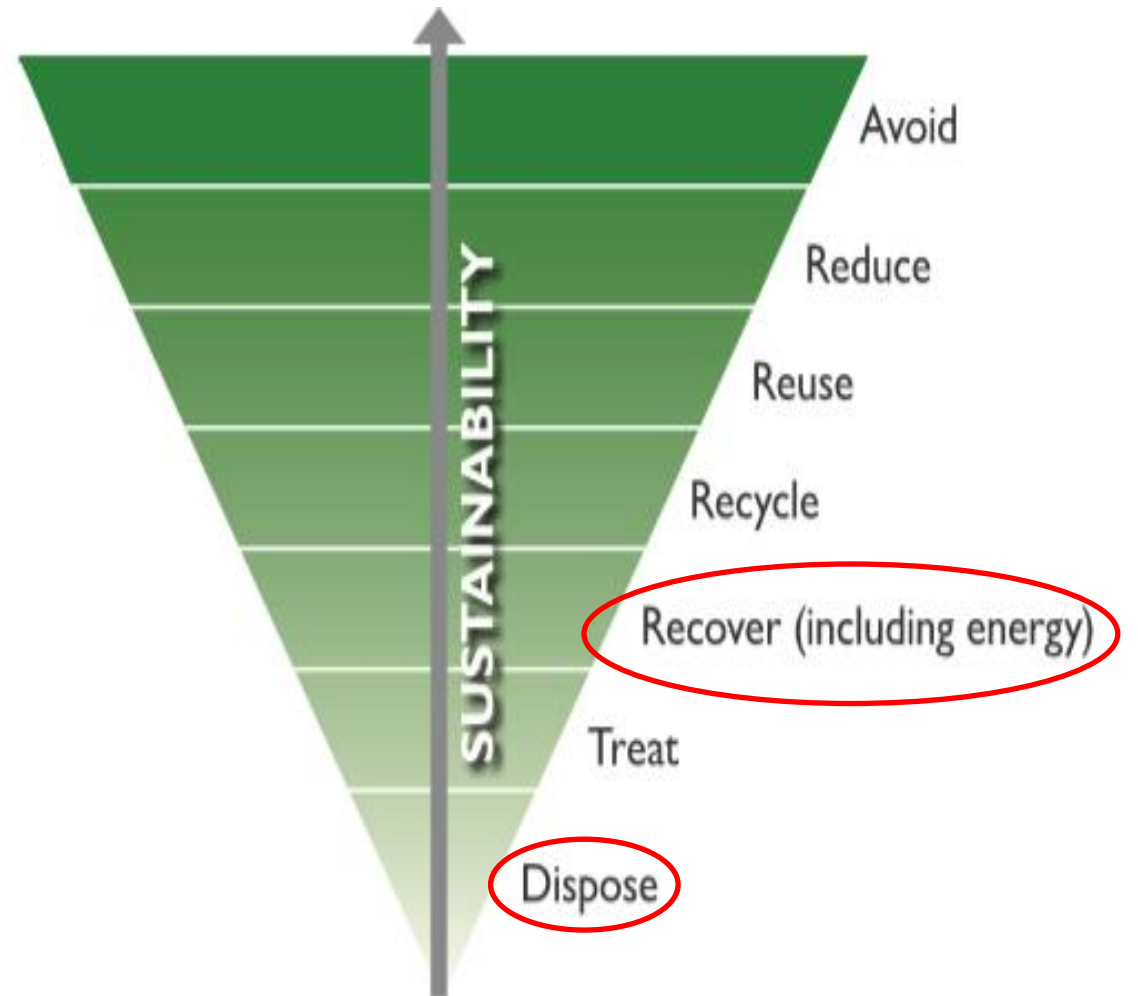 Avoid
Reduce
Reuse
Recycle
Recover (including energy)
Treat
Dispose
SUSTAINABILITY